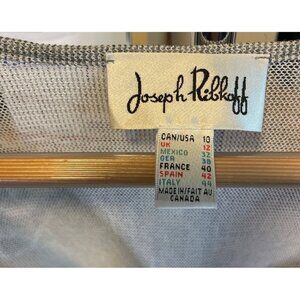 Joseph Ribkoff
CAN/USA 10
UK 12
MEXICO 32
GER 38
FRANCE 40
SPAIN 42
ITALY 44
MADE IN/FAIT AU
CANADA